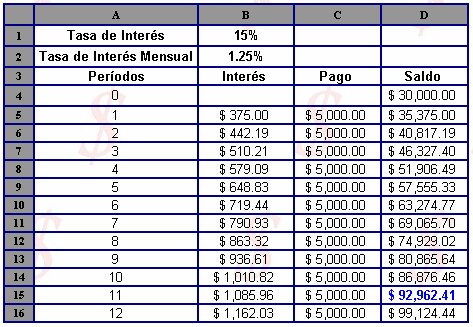 A B C D
1 Tasa de Interés 15%
2 Tasa de Interés Mensual 1.25%
3 Períodos Interés Pago Saldo
4 0 $ 30,000.00
5 1 $ 375.00 $ 5,000.00 $ 35,375.00
6 2 $ 442.19 $ 5,000.00 $ 40,817.19
7 3 $ 510.21 $ 5,000.00 $ 46,327.40
8 4 $ 579.09 $ 5,000.00 $ 51,906.49
9 5 $ 648.83 $ 5,000.00 $ 57,555.33
10 6 $ 719.44 $ 5,000.00 $ 63,274.77
11 7 $ 790.93 $ 5,000.00 $ 69,065.70
12 8 $ 863.32 $ 5,000.00 $ 74,929.02
13 9 $ 936.61 $ 5,000.00 $ 80,865.64
14 10 $ 1,010.82 $ 5,000.00 $ 86,876.46
15 11 $ 1,085.96 $ 5,000.00 $ 92,962.41
16 12 $ 1,162.03 $ 5,000.00 $ 99,124.44